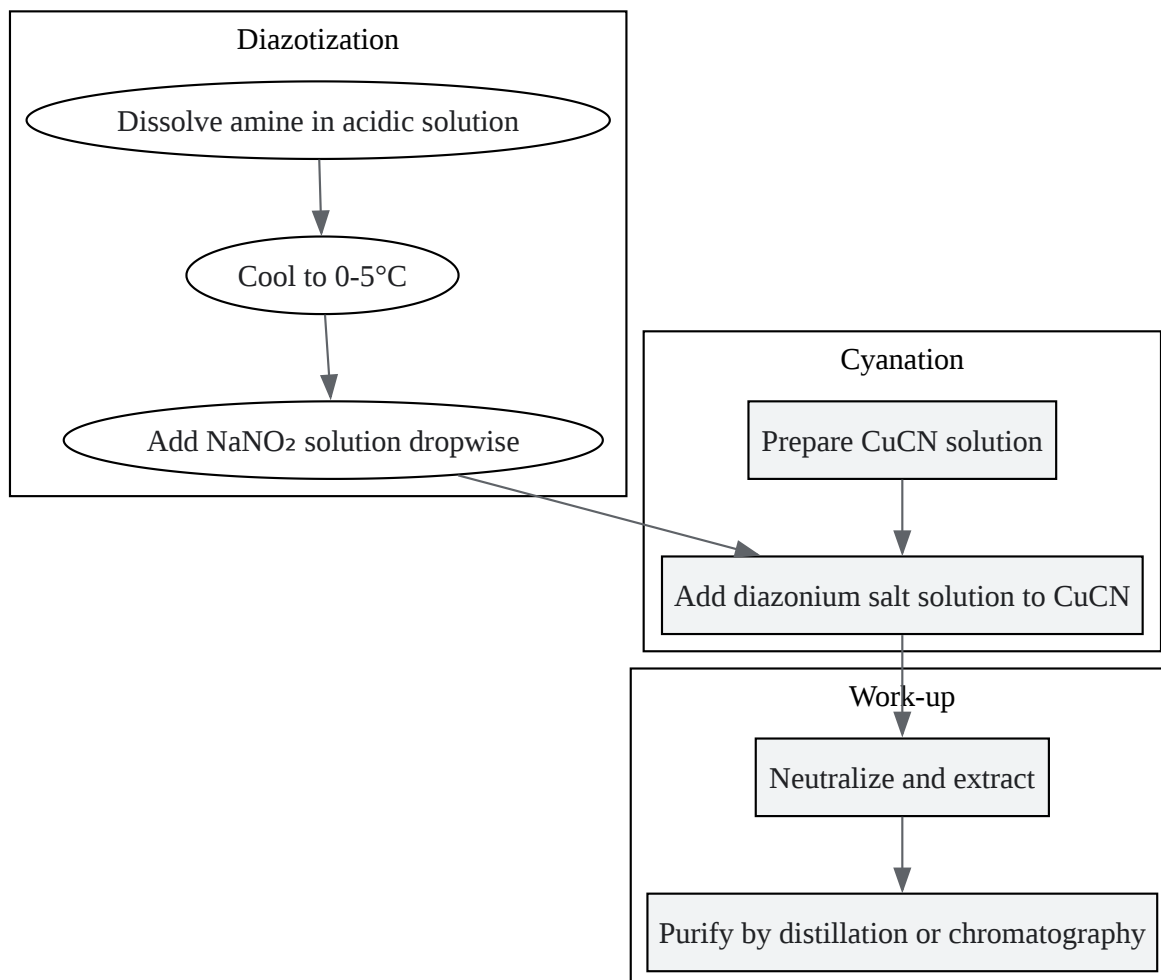 Diazotization
Dissolve amine in acidic solution
Cool to 0-5°C
Add NaNO₂ solution dropwise
Cyanation
Prepare CuCN solution
Add diazonium salt solution to CuCN
Work-up
Neutralize and extract
Purify by distillation or chromatography